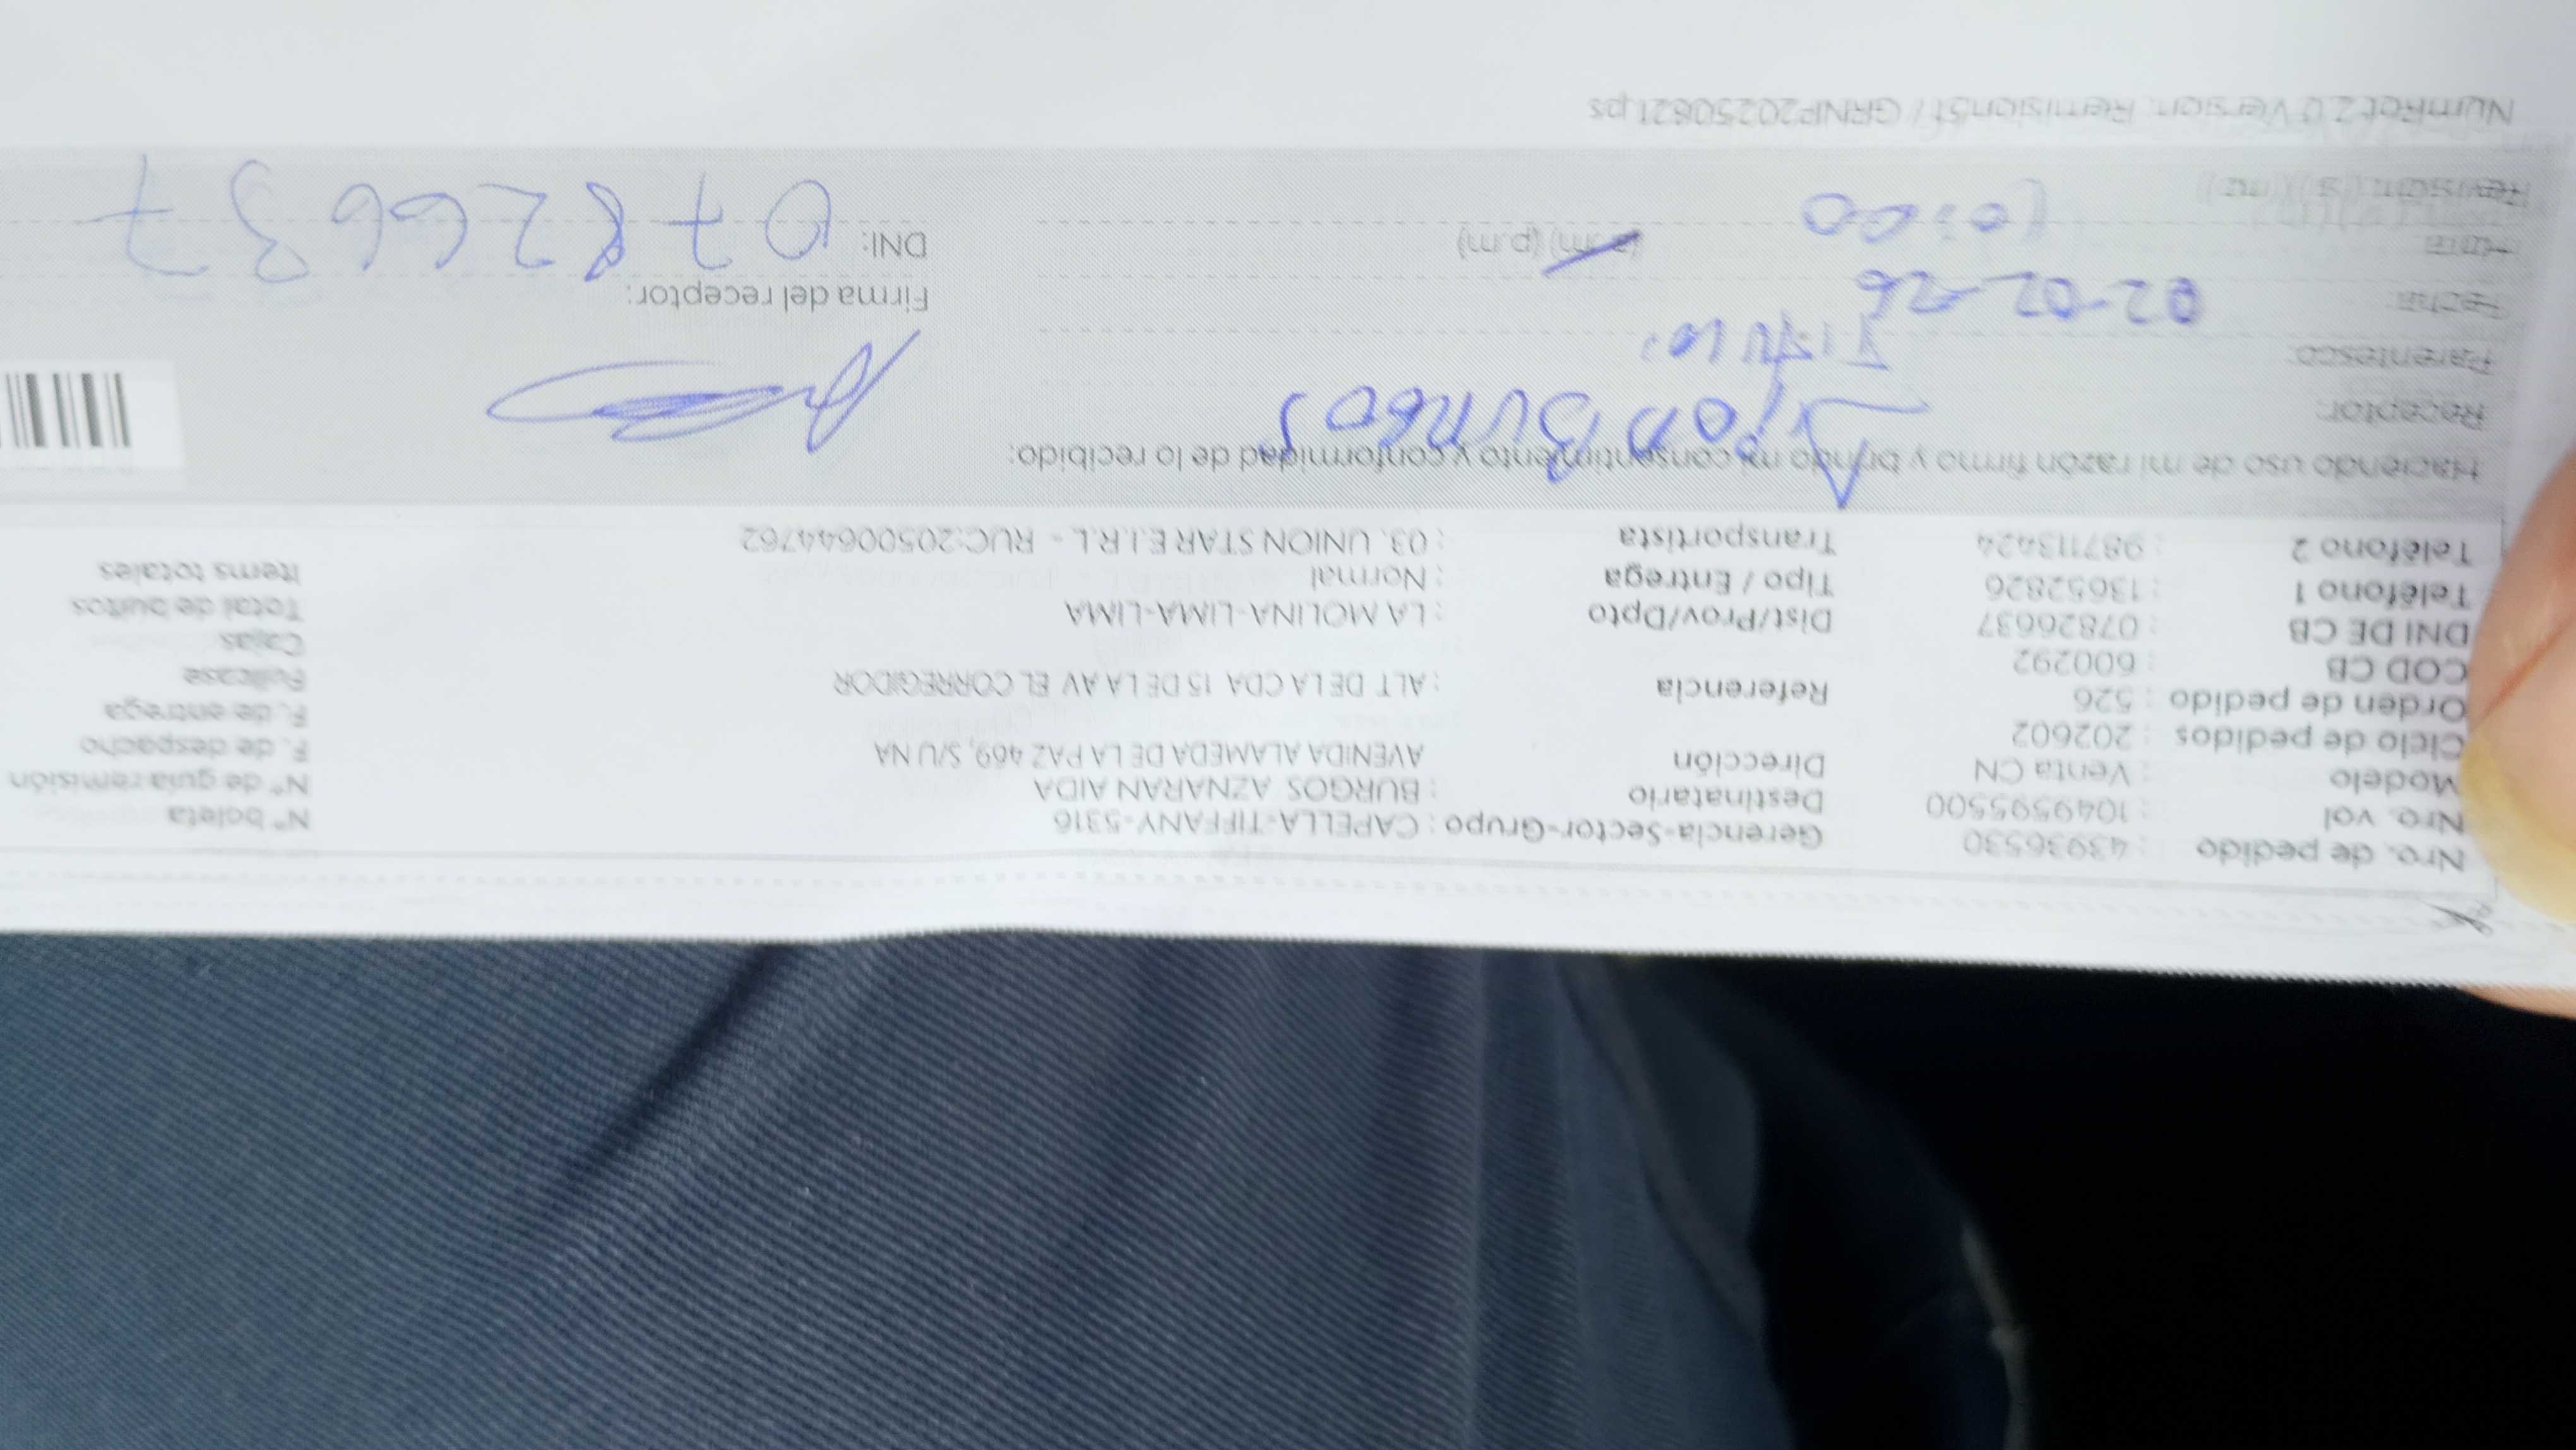 Nro. de pedido : 43936530 Gerencia-Sector-Grupo : CAPELLA-TIFFANY-5316 N° boleta
Nro. vol : 10495955OO Destinatario : BURGOS AZNARAN AIDA N° de guia remisión
Modelo : Venta CN Dirección AVENIDA ALAMEDA DE LA PAZ 469, S/U NA F. de despacho
Ciclo de pedidos : 202602 F. de entrega
Orden de pedido : 526 Referencia : ALT DE LA CDA 15 DE LA AV EL CORREGIDOR Fullcase
COD CB : 600292 Cajas
DNI DE CB : 07826637 Dist/Prov/Dpto : LA MOLINA-LIMA-LIMA Total de bultos
Teléfono 1 : 13652826 Tipo / Entrega : Normal Items totales
Teléfono 2 : 987113424 Transportista : 03. UNION STAR E.I.R.L - RUC:20500644762
Haciendo uso de mi razón firmo y brindo mi consentimiento y conformidad de lo recibido:
Receptor: Burgos
Parentesco:
Firma del receptor:
Fecha: 02-02-26
Hora 10:00 (a.m) (p.m) DNI: 07826637
Revisión
NumRot 2.0 Version: Remision5f / GRNP20250821.ps